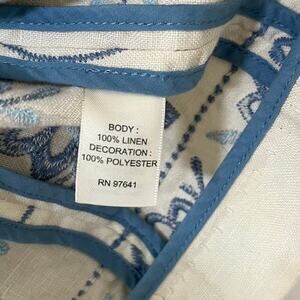 BODY :
100% LINEN
DECORATION :
100% POLYESTER
RN 97641